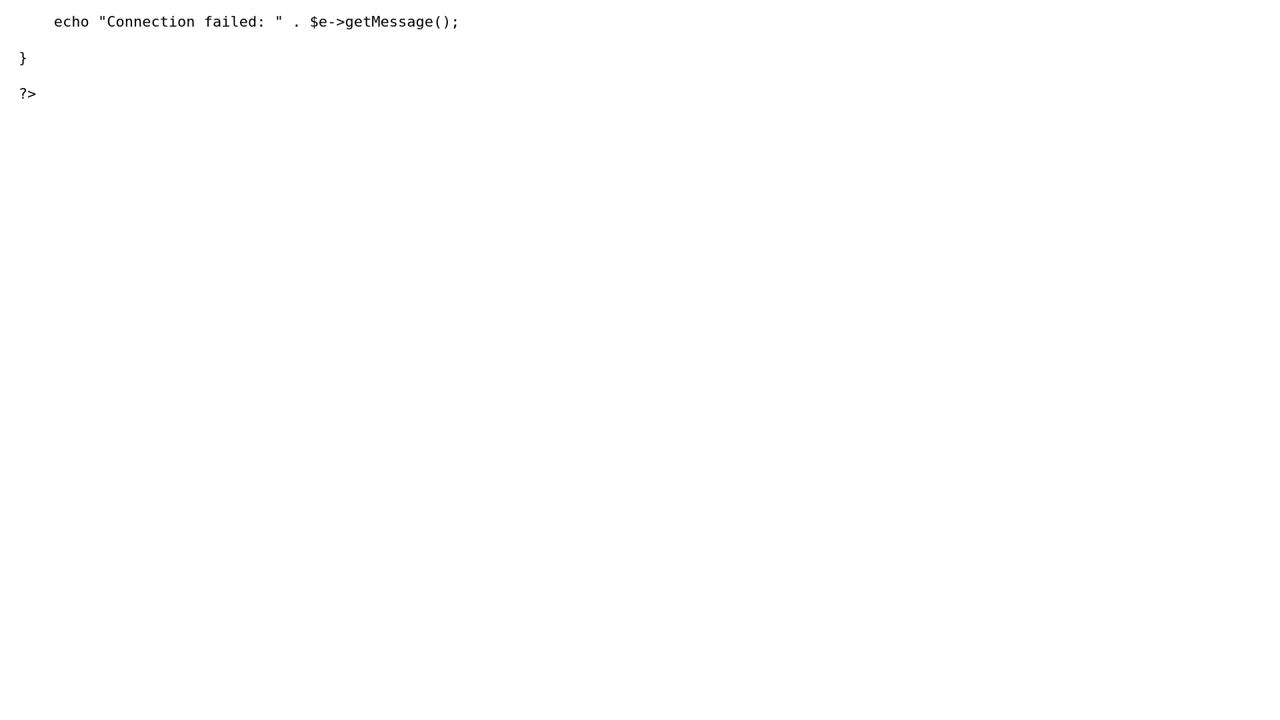 echo "Connection failed: " . $e->getMessage();
}
?>